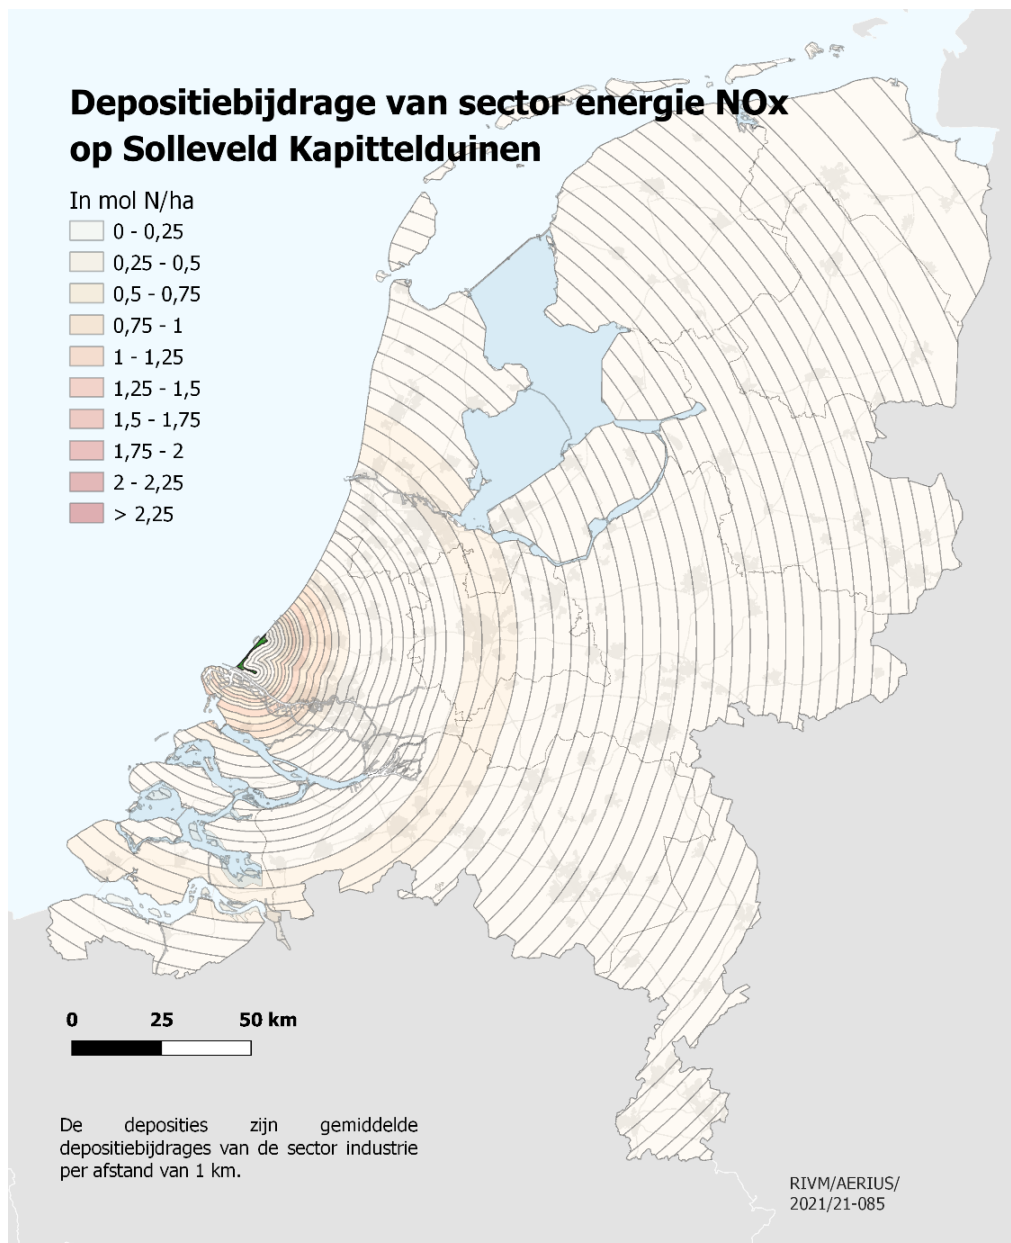 Depositiebijdrage van sector energie NOx
op Solleveld Kapittelduinen
In mol N/ha
0 - 0,25
0,25 - 0,5
0,5 - 0,75
0,75 - 1
1 - 1,25
1,25 - 1,5
1,5 - 1,75
1,75 - 2
2 - 2,25
> 2,25
0 25 50 km
De deposities zijn gemiddelde
depositiebijdrages van de sector industrie
per afstand van 1 km.
RIVM/AERIUS/
2021/21-085